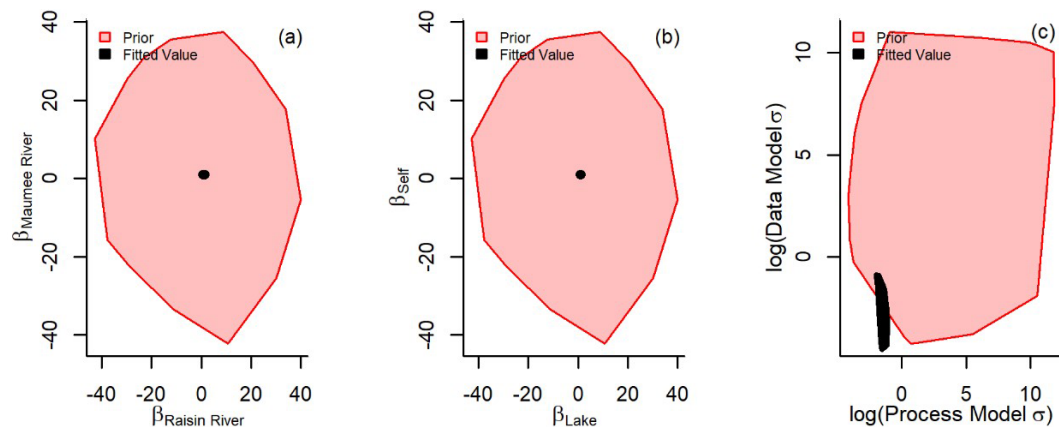 (a)
Prior
Fitted Value
40
20
0
-20
-40
βMaumee River
-40 -20 0 20 40
βRaisin River
(b)
Prior
Fitted Value
40
20
0
-20
-40
βSelf
-40 -20 0 20 40
βLake
(c)
Prior
Fitted Value
10
5
0
log(Data Model σ)
0 5 10
log(Process Model σ)